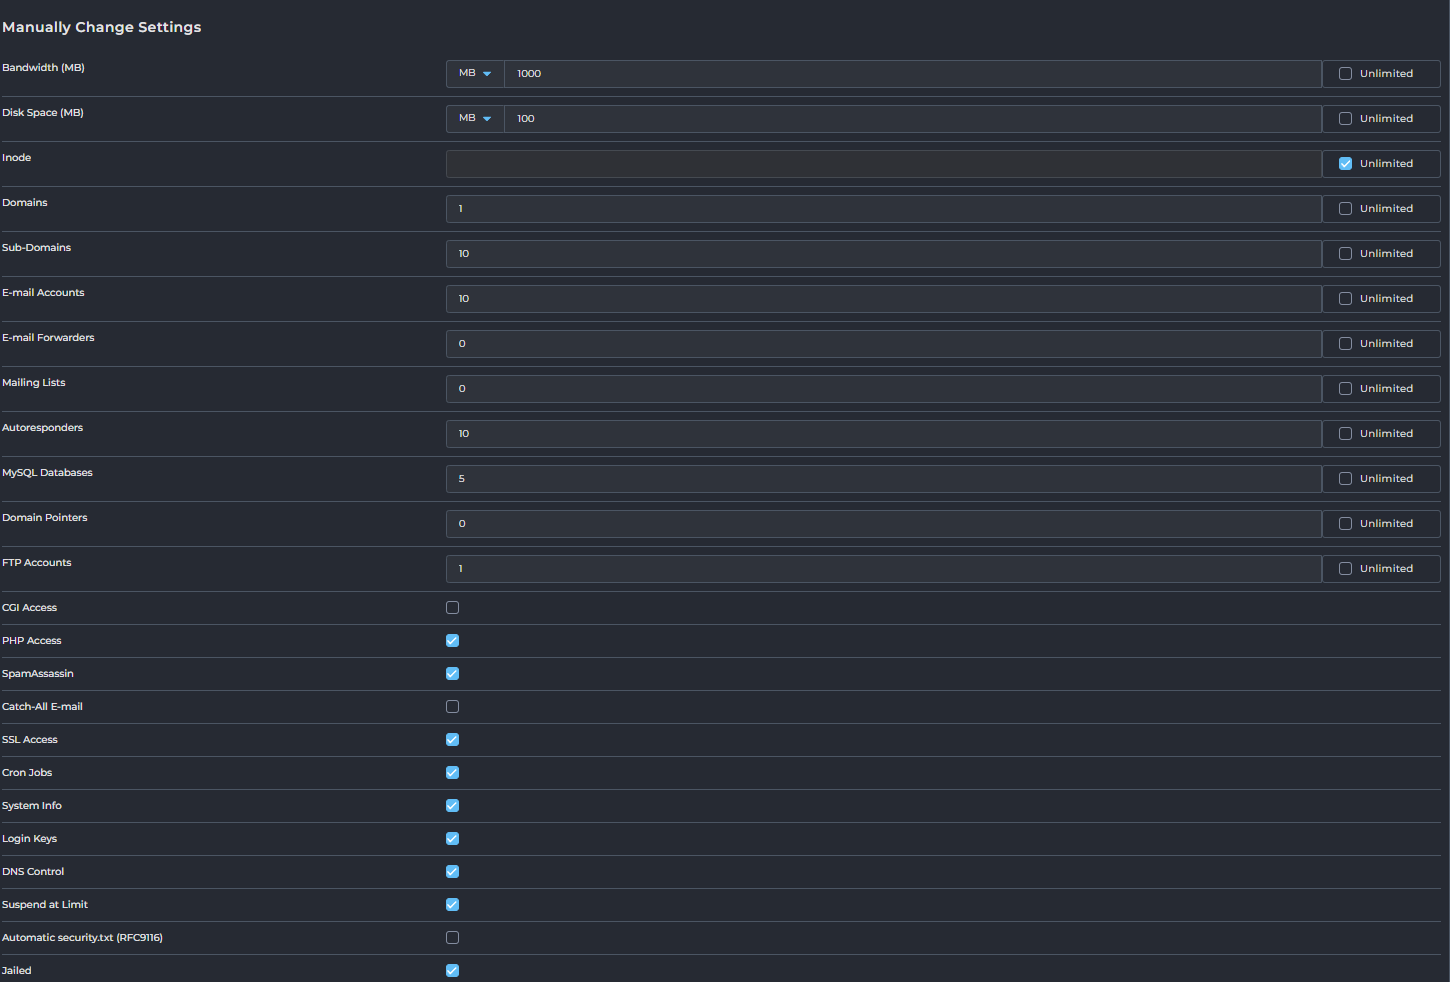 Manually Change Settings
Bandwidth (MB) MB 1000 Unlimited
Disk Space (MB) MB 100 Unlimited
Inode Unlimited
Domains 1 Unlimited
Sub-Domains 10 Unlimited
E-mail Accounts 10 Unlimited
E-mail Forwarders 0 Unlimited
Mailing Lists 0 Unlimited
Autoresponders 10 Unlimited
MySQL Databases 5 Unlimited
Domain Pointers 0 Unlimited
FTP Accounts 1 Unlimited
CGI Access
PHP Access
SpamAssassin
Catch-All E-mail
SSL Access
Cron Jobs
System Info
Login Keys
DNS Control
Suspend at Limit
Automatic security.txt (RFC9116)
Jailed